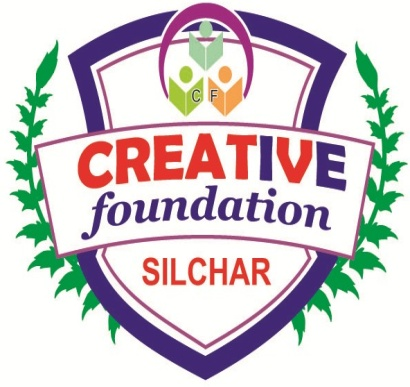 C F
CREATIVE
foundation
SILCHAR